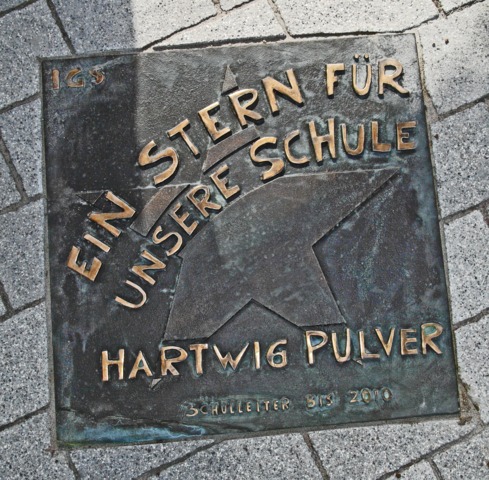 IGS
EIN STERN FÜR
UNSERE SCHULE
HARTWIG PULVER
SCHULLEITER BIS 2010